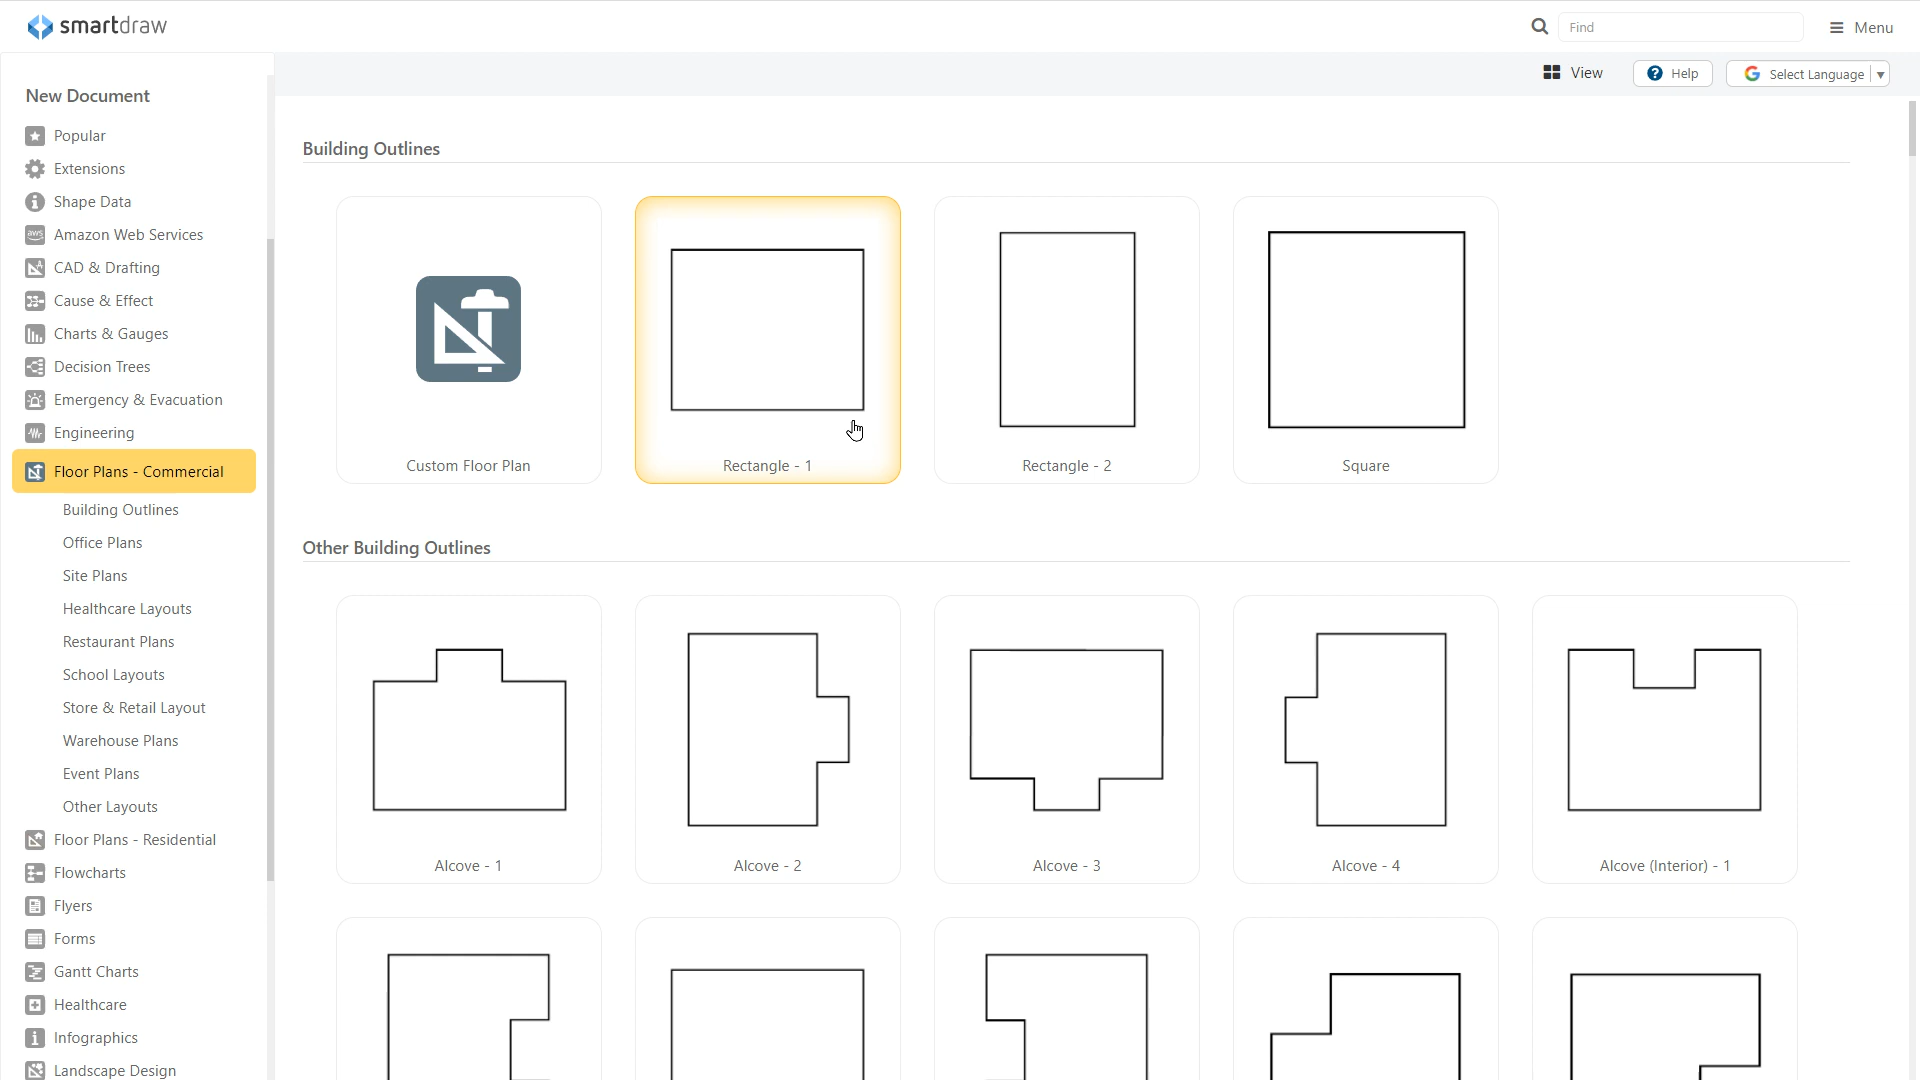 smartdraw
Find
Menu
View
Help
Select Language
New Document
Popular
Extensions
Shape Data
aws Amazon Web Services
CAD & Drafting
Cause & Effect
Charts & Gauges
Decision Trees
Emergency & Evacuation
Engineering
Floor Plans - Commercial
Building Outlines
Office Plans
Site Plans
Healthcare Layouts
Restaurant Plans
School Layouts
Store & Retail Layout
Warehouse Plans
Event Plans
Other Layouts
Floor Plans - Residential
Flowcharts
Flyers
Forms
Gantt Charts
Healthcare
Infographics
Landscape Design
Building Outlines
Custom Floor Plan
Rectangle - 1
Rectangle - 2
Square
Other Building Outlines
Alcove - 1
Alcove - 2
Alcove - 3
Alcove - 4
Alcove (Interior) - 1